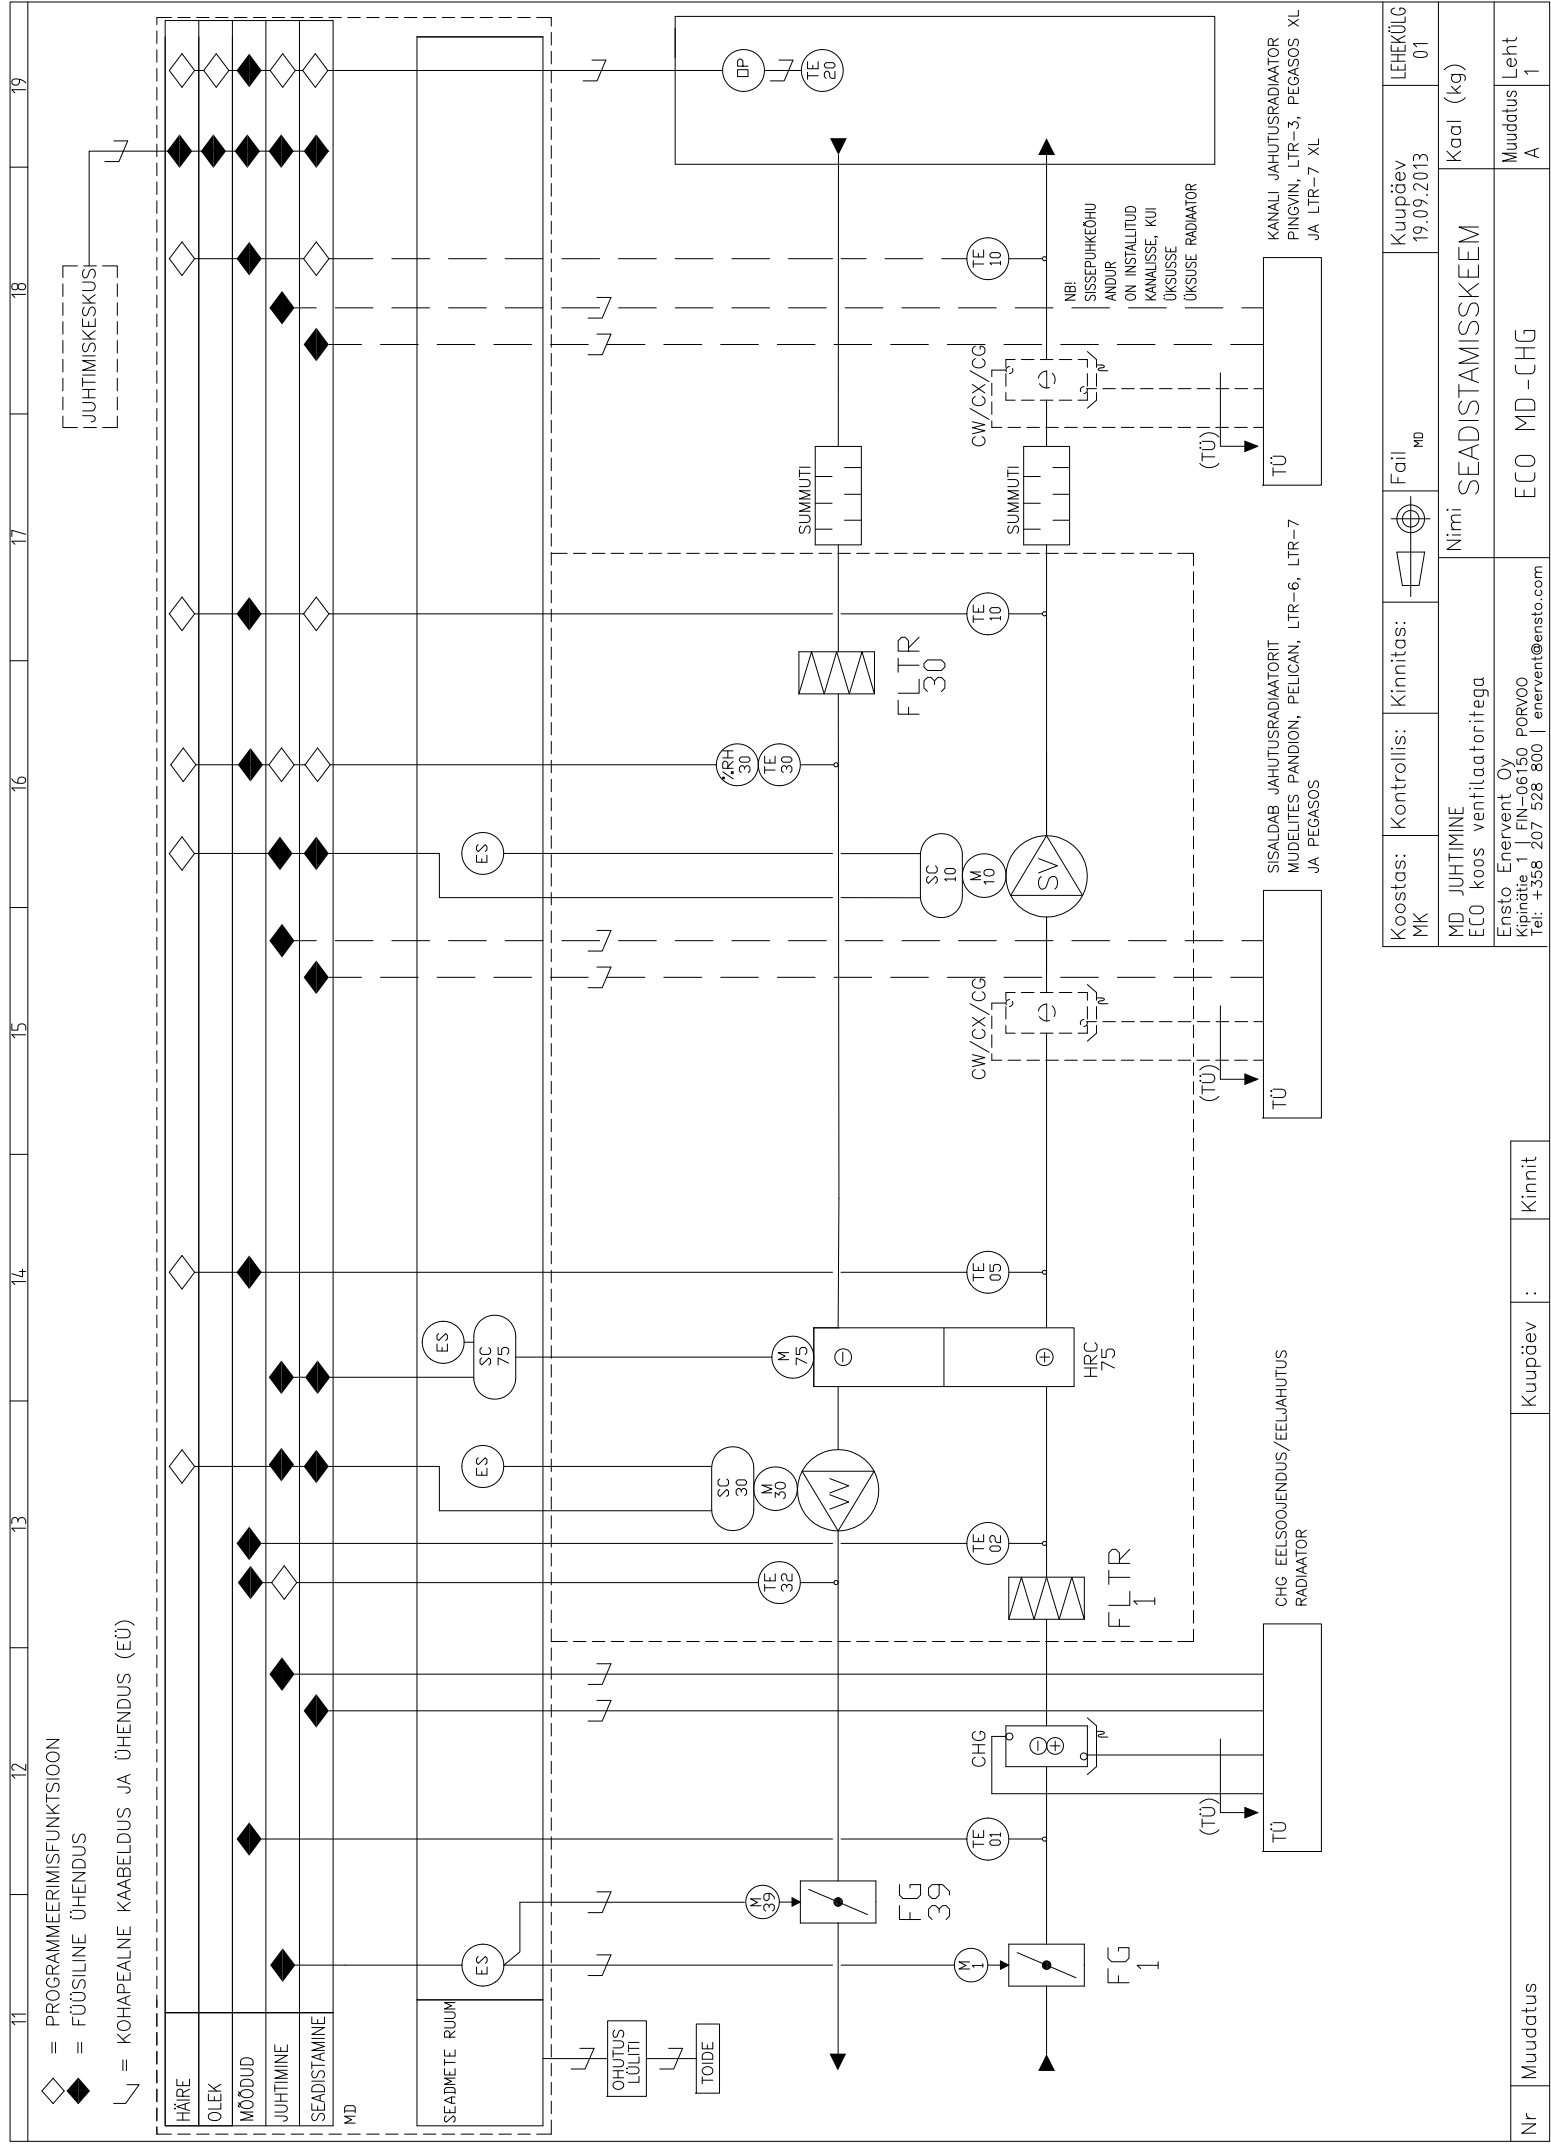 11
12
13
14
15
16
17
18
19
= PROGRAMMEERIMISFUNKTSIOON
= FÜÜSILINE ÜHENDUS
= KOHAPEALNE KAABELDUS JA ÜHENDUS (EÜ)
JUHTIMISKESKUS
HÄIRE
OLEK
MÕÕDUD
JUHTIMINE
SEADISTAMINE
MD
SEADMETE RUUM
OHUTUS
LÜLITI
TOIDE
ES
ES
ES
SC
75
ES
M
39
FG
39
M
1
FG
1
TE
01
CHG
(TÜ)
TÜ
CHG EELSOOJENDUS/EELJAHUTUS
RADIAATOR
FLTR
1
TE
32
TE
02
SC
30
M
30
VV
M
75
HRC
75
TE
05
CW/CX/CG
(TÜ)
TÜ
SISALDAB JAHUTUSRADIAATORIT
MUDELITES PANDION, PELICAN, LTR-6, LTR-7
JA PEGASOS
SC
10
M
10
SV
%RH
30
TE
30
FLTR
30
TE
10
SUMMUTI
SUMMUTI
CW/CX/CG
(TÜ)
TÜ
TE
10
NB!
SISSEPUHKEÕHU
ANDUR
ON INSTALLITUD
KANALISSE, KUI
ÜKSUSSE
ÜKSUSE RADIAATOR
KANALI JAHUTUSRADIAATOR
PINGVIN, LTR-3, PEGASOS XL
JA LTR-7 XL
OP
TE
20
Koostas:
MK
Kontrollis:
Kinnitas:
Fail
MD
Kuupäev
19.09.2013
LEHEKÜLG
01
MD JUHTIMINE
ECO koos ventilaatoritega
Nimi
SEADISTAMISSKEEM
Kaal (kg)
Ensto Enervent Oy
Kipinätie 1 | FIN-06150 PORVOO
Tel: +358 207 528 800 | enervent@ensto.com
ECO MD-CHG
Muudatus
A
Leht
1
Nr
Muudatus
Kuupäev
:
Kinnit